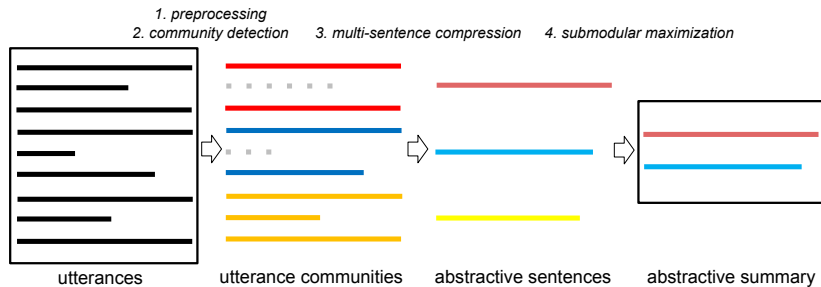 1. preprocessing
2. community detection 3. multi-sentence compression 4. submodular maximization
utterances utterance communities abstractive sentences abstractive summary